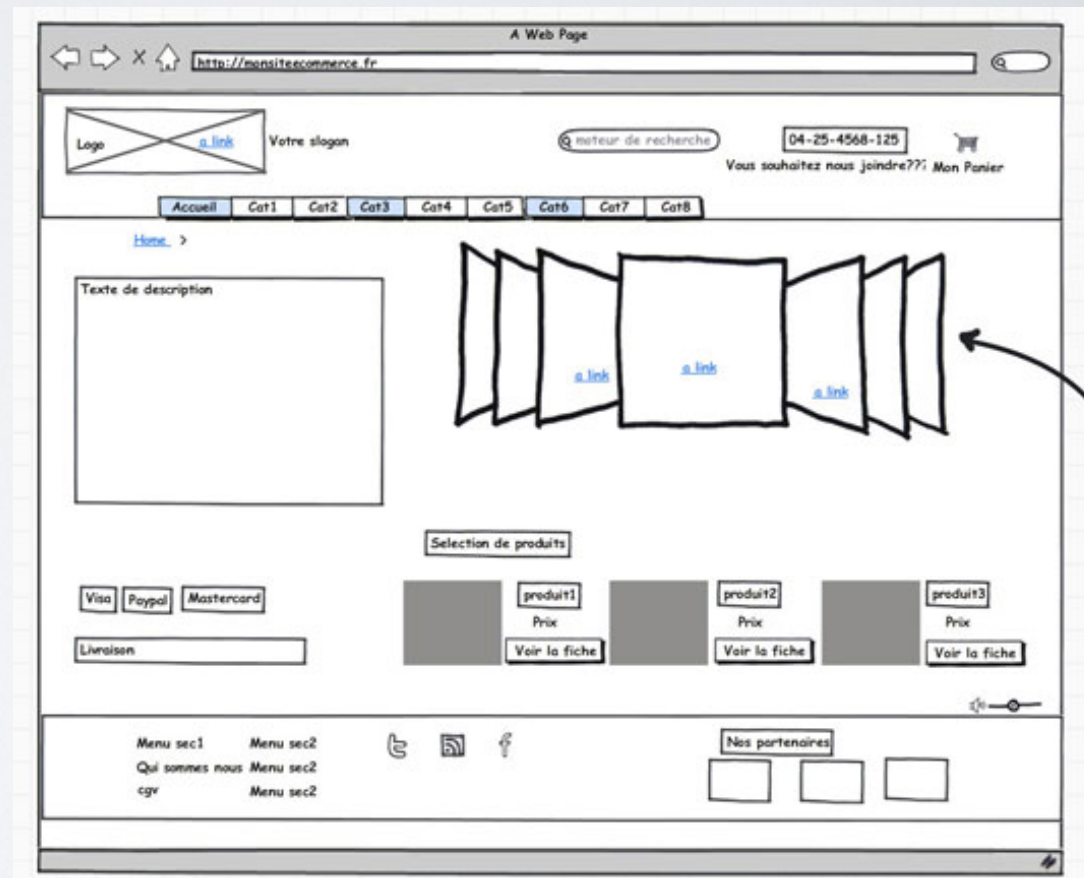 A Web Page
http://monsiteecommerce.fr
Logo a link Votre slogan
moteur de recherche
04-25-4568-125
Vous souhaitez nous joindre???
Mon Panier
Accueil Cat1 Cat2 Cat3 Cat4 Cat5 Cat6 Cat7 Cat8
Home >
Texte de description
a link
a link
a link
Selection de produits
Visa Paypal Mastercard
Livraison
produit1
Prix
Voir la fiche
produit2
Prix
Voir la fiche
produit3
Prix
Voir la fiche
Menu sec1 Menu sec2
Qui sommes nous Menu sec2
cgv Menu sec2
Nos partenaires